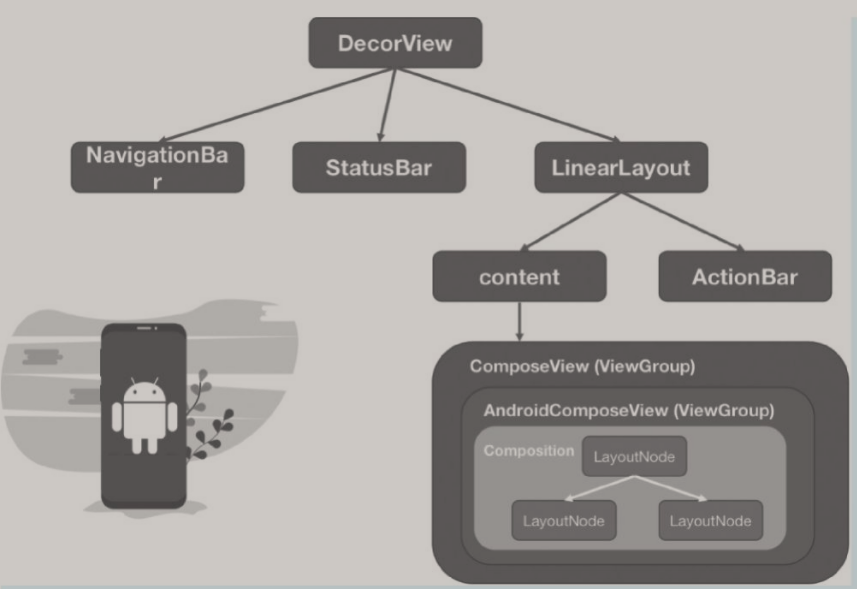 DecorView
NavigationBa
r
StatusBar
LinearLayout
content
ActionBar
ComposeView (ViewGroup)
AndroidComposeView (ViewGroup)
Composition
LayoutNode
LayoutNode
LayoutNode